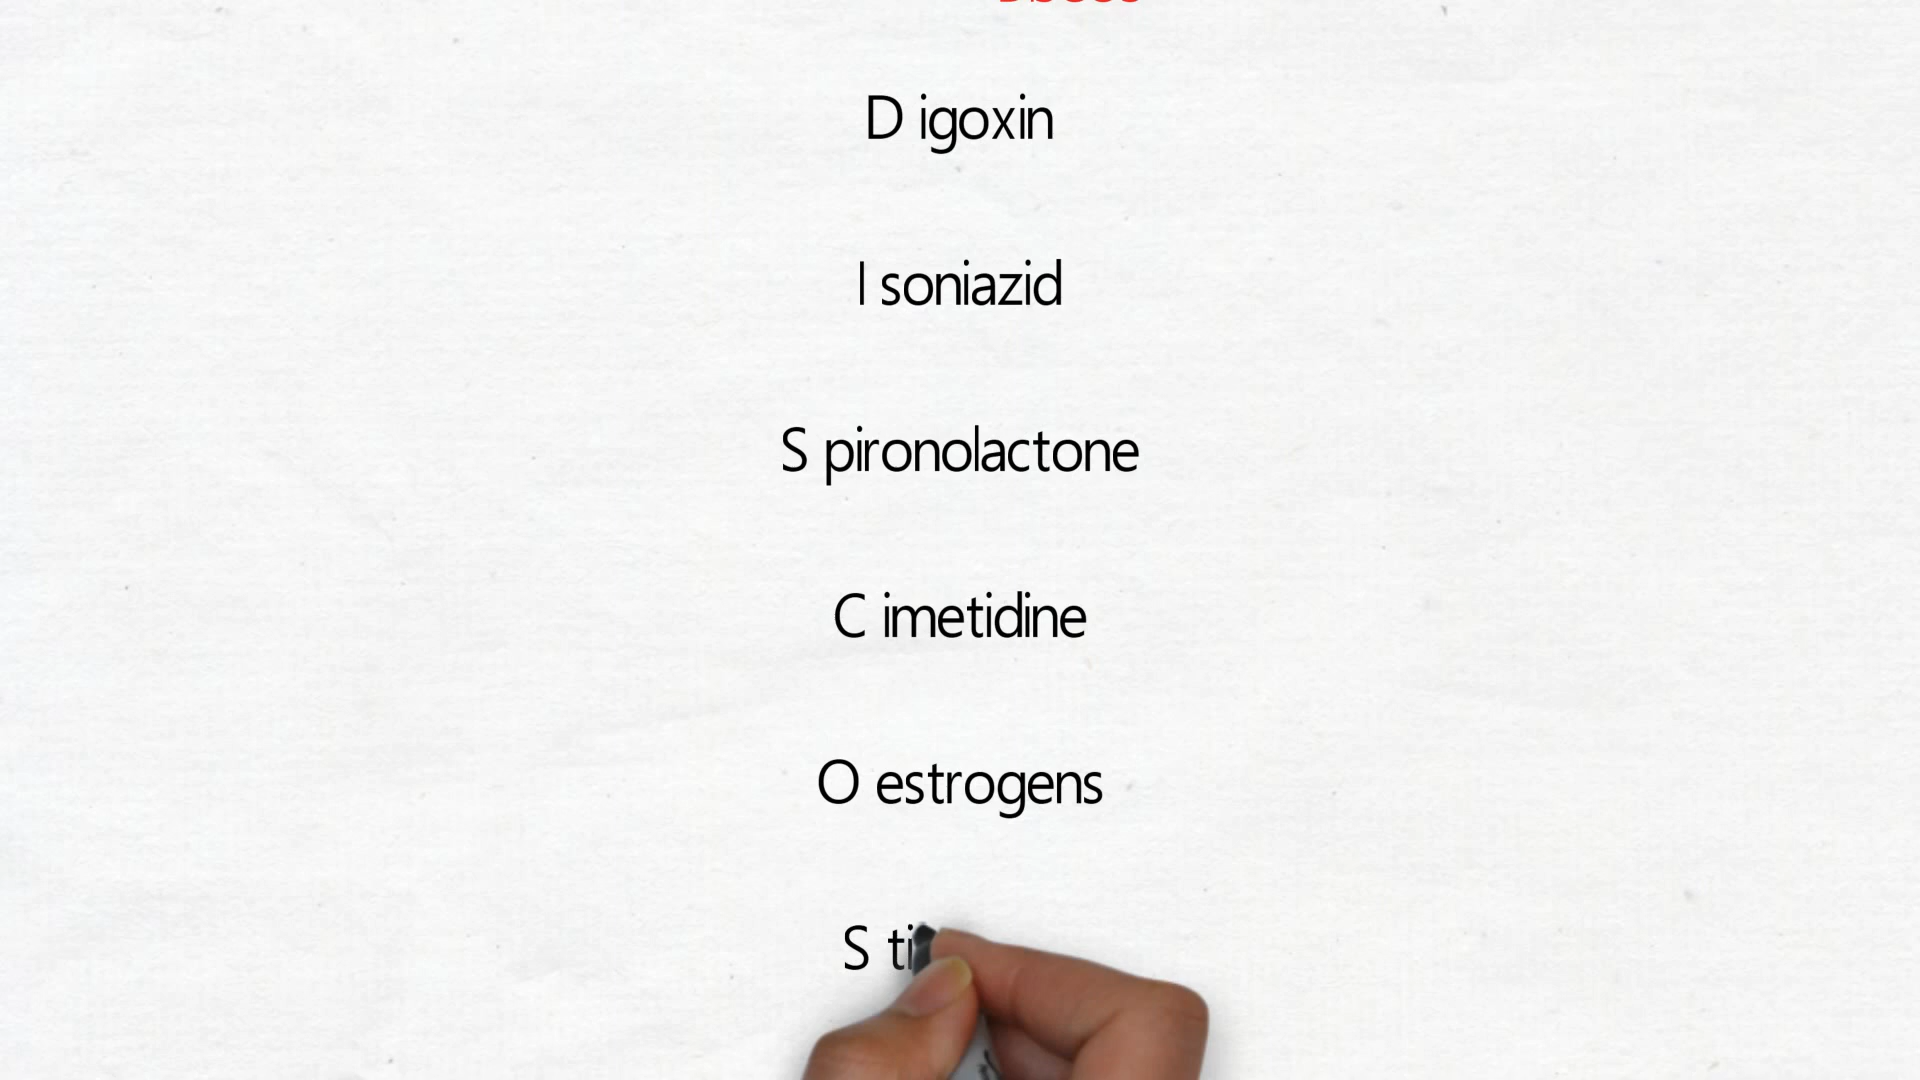 D igoxin
I soniazid
S pironolactone
C imetidine
O estrogens
S ti